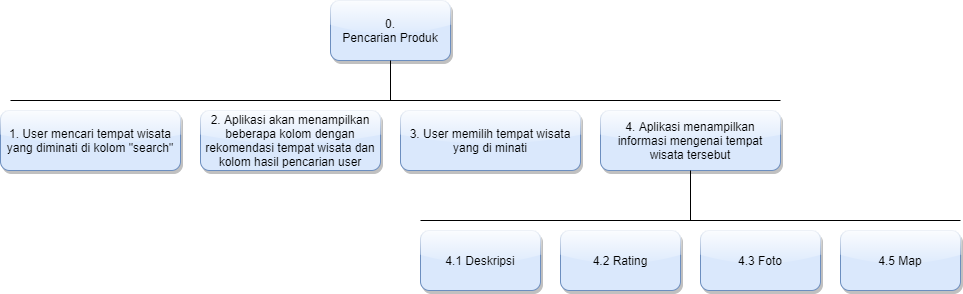 0.
Pencarian Produk
1. User mencari tempat wisata
yang diminati di kolom "search"
2. Aplikasi akan menampilkan
beberapa kolom dengan
rekomendasi tempat wisata dan
kolom hasil pencarian user
3. User memilih tempat wisata
yang di minati
4. Aplikasi menampilkan
informasi mengenai tempat
wisata tersebut
4.1 Deskripsi
4.2 Rating
4.3 Foto
4.5 Map